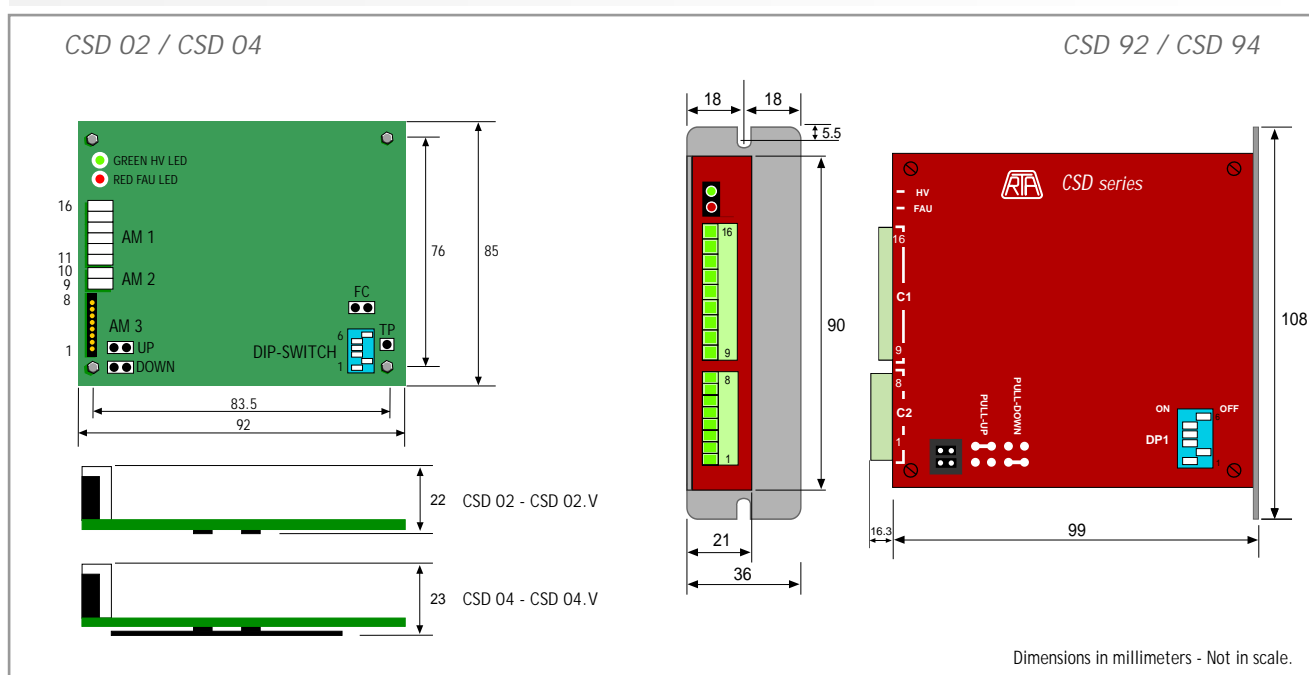 CSD 02 / CSD 04
CSD 92 / CSD 94
GREEN HV LED
RED FAU LED
16
AM 1
11
10
AM 2
9
8
AM 3
1
UP
DOWN
FC
6
TP
DIP-SWITCH
1
76
85
83.5
92
22
CSD 02 - CSD 02.V
23
CSD 04 - CSD 04.V
18
18
5.5
16
9
8
1
90
21
36
RTA
CSD series
HV
FAU
16
C1
9
8
C2
1
PULL-UP
PULL-DOWN
ON
OFF
6
DP1
1
108
16.3
99
Dimensions in millimeters - Not in scale.